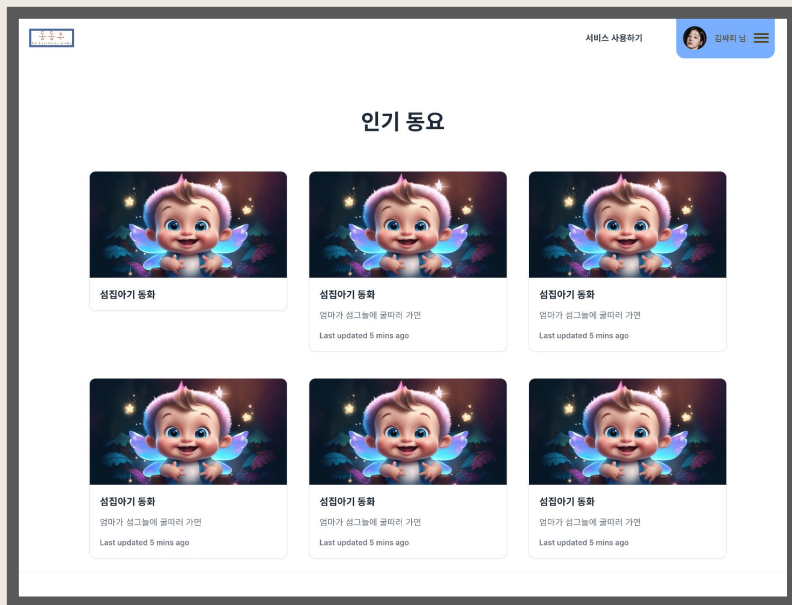 동동주
서비스 사용하기
김싸피 님
인기 동요
섬집아기 동화
섬집아기 동화
엄마가 섬그늘에 굴따러 가면
Last updated 5 mins ago
섬집아기 동화
엄마가 섬그늘에 굴따러 가면
Last updated 5 mins ago
섬집아기 동화
엄마가 섬그늘에 굴따러 가면
Last updated 5 mins ago
섬집아기 동화
엄마가 섬그늘에 굴따러 가면
Last updated 5 mins ago
섬집아기 동화
엄마가 섬그늘에 굴따러 가면
Last updated 5 mins ago